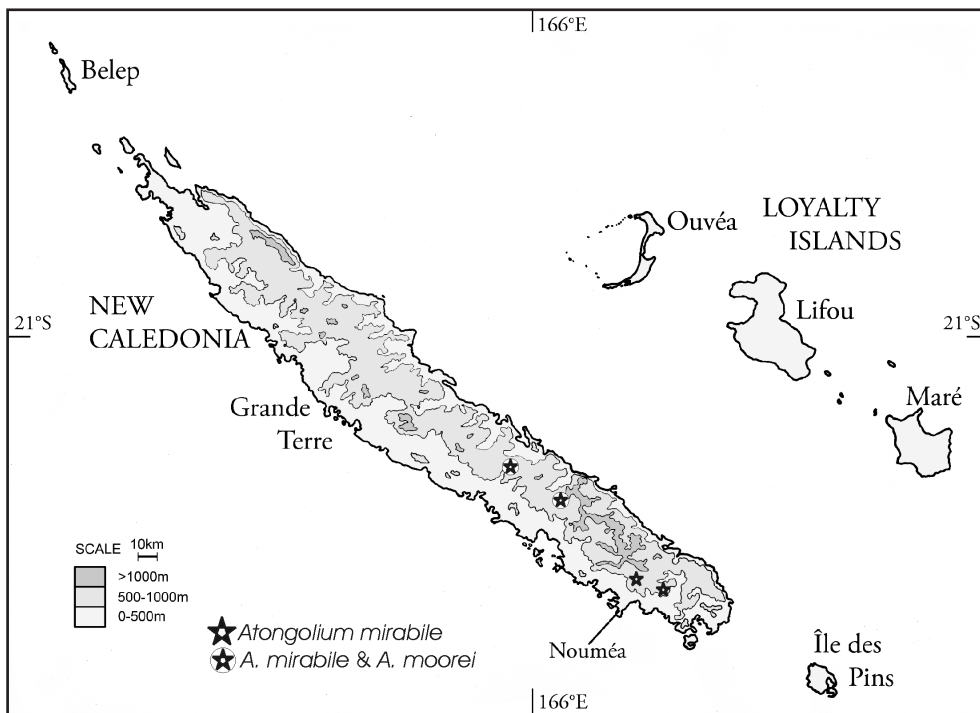 166°E
Belep
Ouvéa
LOYALTY
ISLANDS
Lifou
NEW
CALEDONIA
21°S
21°S
Maré
Grande
Terre
SCALE 10km
>1000m
500-1000m
0-500m
Atongolium mirabile
A. mirabile & A. moorei
Nouméa
Île des
Pins
166°E